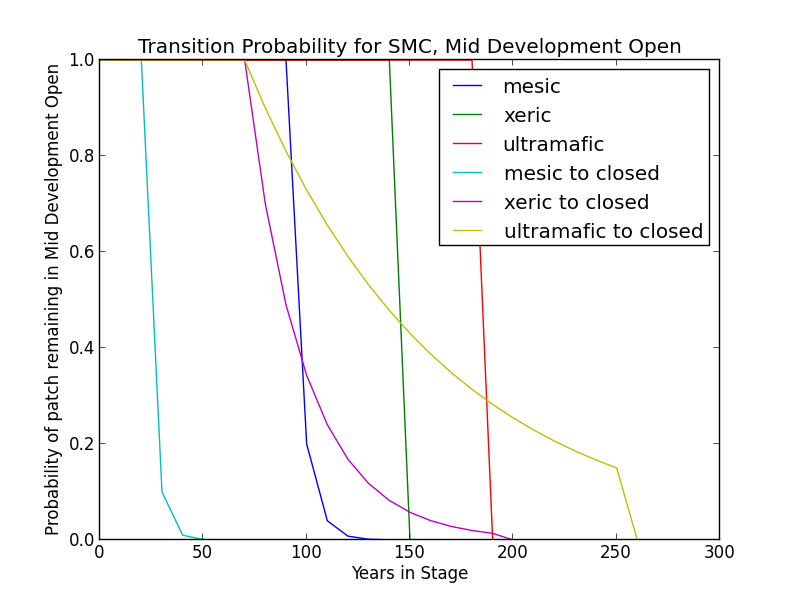 Transition Probability for SMC, Mid Development Open
Probability of patch remaining in Mid Development Open
1.0
0.8
0.6
0.4
0.2
0.0
mesic
xeric
ultramafic
mesic to closed
xeric to closed
ultramafic to closed
0 50 100 150 200 250 300
Years in Stage